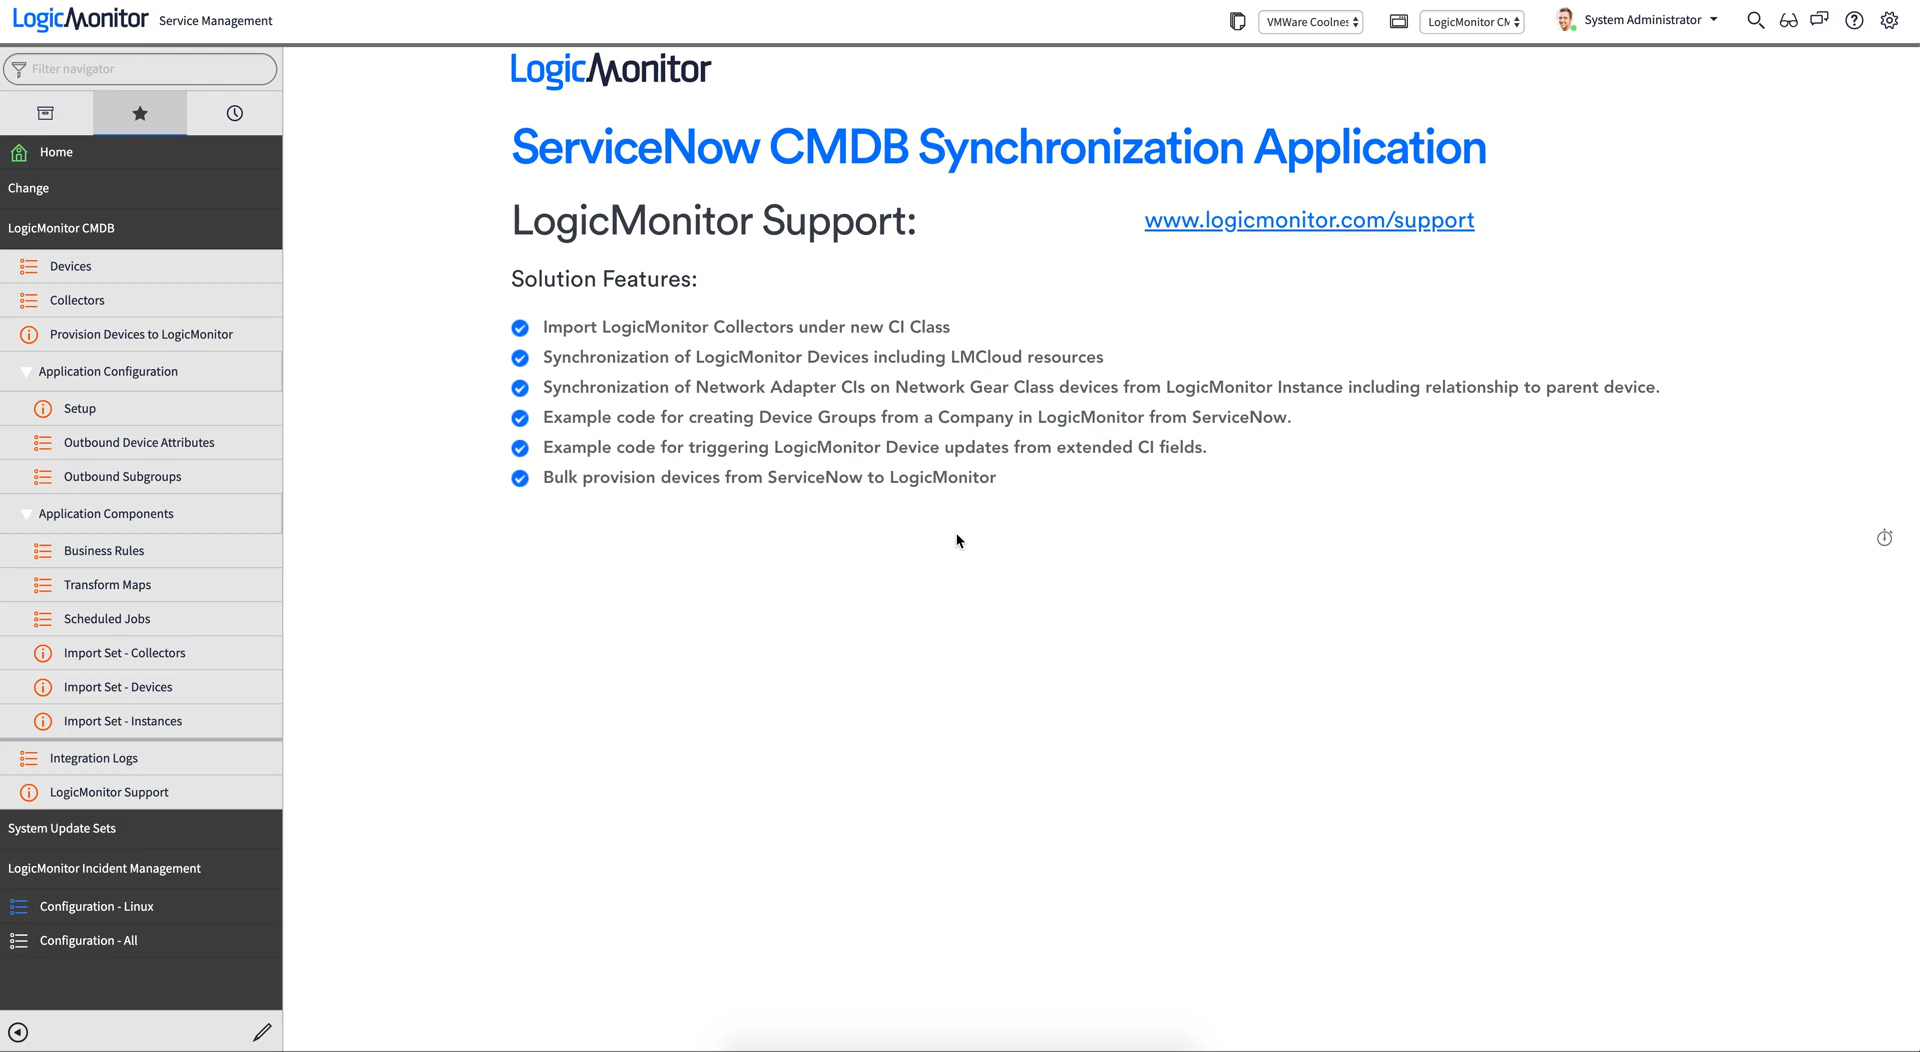 LogicMonitor Service Management
VMWare Coolnes
LogicMonitor CM
System Administrator
Filter navigator
Home
Change
LogicMonitor CMDB
Devices
Collectors
Provision Devices to LogicMonitor
Application Configuration
Setup
Outbound Device Attributes
Outbound Subgroups
Application Components
Business Rules
Transform Maps
Scheduled Jobs
Import Set - Collectors
Import Set - Devices
Import Set - Instances
Integration Logs
LogicMonitor Support
System Update Sets
LogicMonitor Incident Management
Configuration - Linux
Configuration - All
LogicMonitor
ServiceNow CMDB Synchronization Application
LogicMonitor Support: www.logicmonitor.com/support
Solution Features:
Import LogicMonitor Collectors under new CI Class
Synchronization of LogicMonitor Devices including LMCloud resources
Synchronization of Network Adapter CIs on Network Gear Class devices from LogicMonitor Instance including relationship to parent device.
Example code for creating Device Groups from a Company in LogicMonitor from ServiceNow.
Example code for triggering LogicMonitor Device updates from extended CI fields.
Bulk provision devices from ServiceNow to LogicMonitor